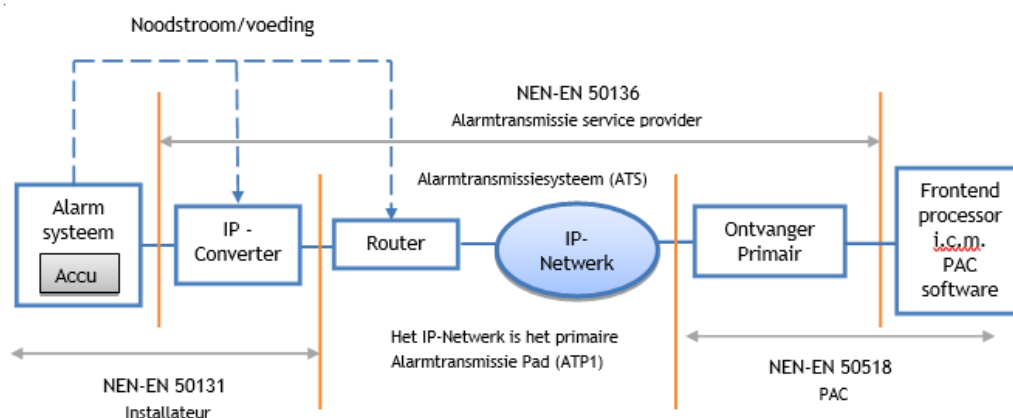 Noodstroom/voeding
NEN-EN 50136
Alarmtransmissie service provider
Alarmtransmissiesysteem (ATS)
Alarm
systeem
Accu
IP -
Converter
Router
IP-
Netwerk
Ontvanger
Primair
Frontend
processor
i.c.m.
PAC
software
Het IP-Netwerk is het primaire
Alarmtransmissie Pad (ATP1)
NEN-EN 50131
Installateur
NEN-EN 50518
PAC